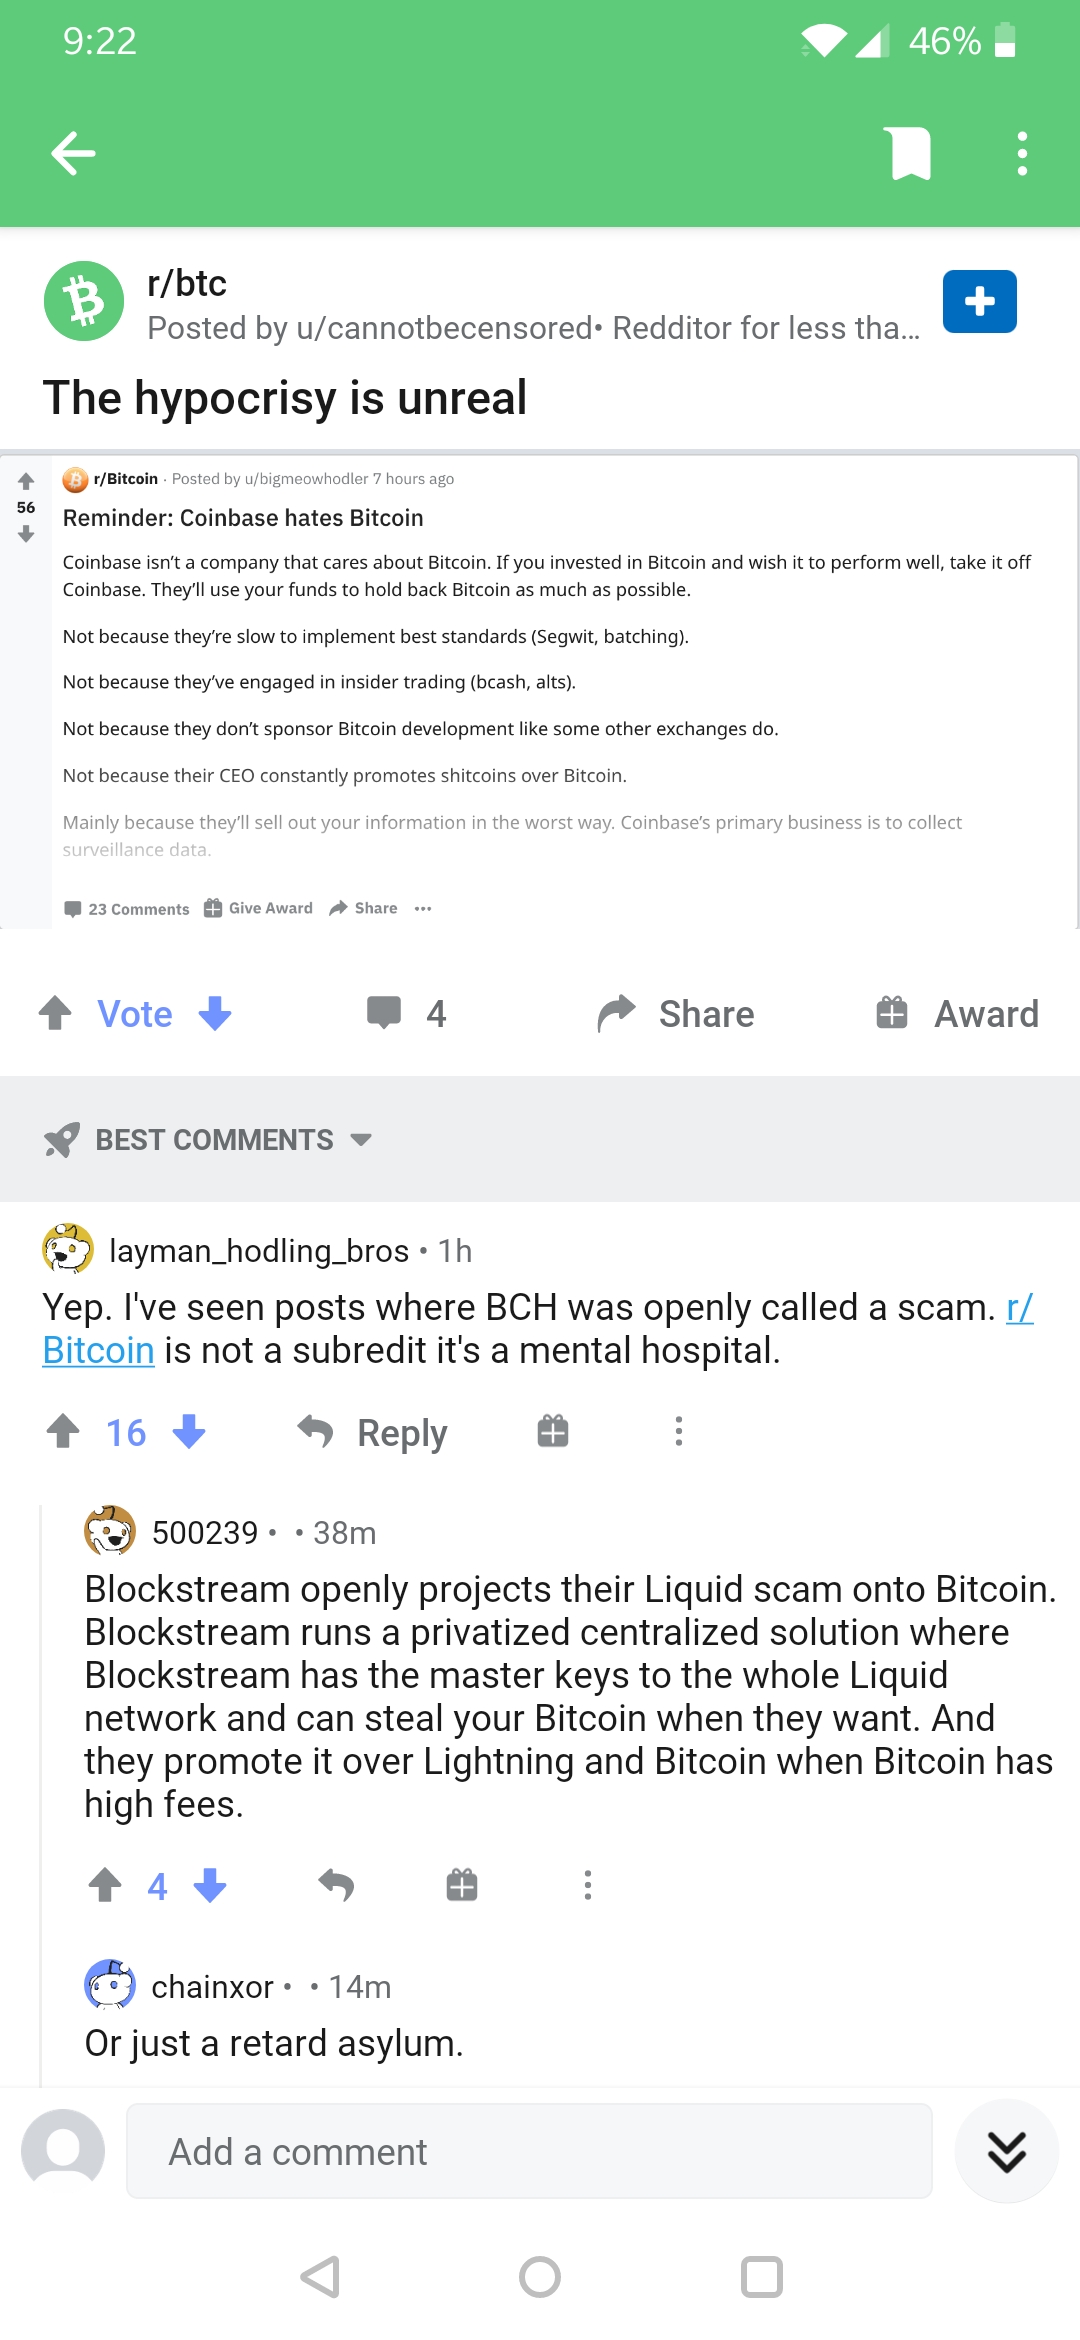 9:22
46%
r/btc
Posted by u/cannotbecensored• Redditor for less tha...
The hypocrisy is unreal
r/Bitcoin · Posted by u/bigmeowhodler 7 hours ago
56
Reminder: Coinbase hates Bitcoin
Coinbase isn't a company that cares about Bitcoin. If you invested in Bitcoin and wish it to perform well, take it off
Coinbase. They'll use your funds to hold back Bitcoin as much as possible.
Not because they're slow to implement best standards (Segwit, batching).
Not because they've engaged in insider trading (bcash, alts).
Not because they don't sponsor Bitcoin development like some other exchanges do.
Not because their CEO constantly promotes shitcoins over Bitcoin.
Mainly because they'll sell out your information in the worst way. Coinbase's primary business is to collect
surveillance data.
23 Comments Give Award Share ...
Vote 4 Share Award
BEST COMMENTS
layman_hodling_bros • 1h
Yep. I've seen posts where BCH was openly called a scam. r/
Bitcoin is not a subredit it's a mental hospital.
16 Reply
500239 • • 38m
Blockstream openly projects their Liquid scam onto Bitcoin.
Blockstream runs a privatized centralized solution where
Blockstream has the master keys to the whole Liquid
network and can steal your Bitcoin when they want. And
they promote it over Lightning and Bitcoin when Bitcoin has
high fees.
4
chainxor • • 14m
Or just a retard asylum.
Add a comment